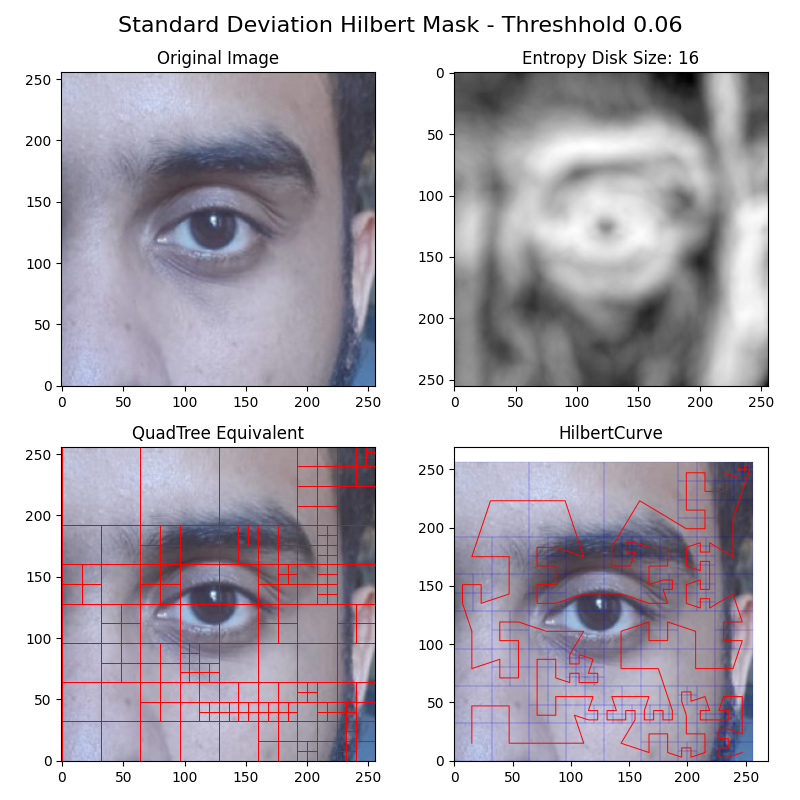 Standard Deviation Hilbert Mask - Threshhold 0.06
Original Image
250
200
150
100
50
0
0 50 100 150 200 250
Entropy Disk Size: 16
0
50
100
150
200
250
0 50 100 150 200 250
QuadTree Equivalent
250
200
150
100
50
0
0 50 100 150 200 250
HilbertCurve
250
200
150
100
50
0
0 50 100 150 200 250